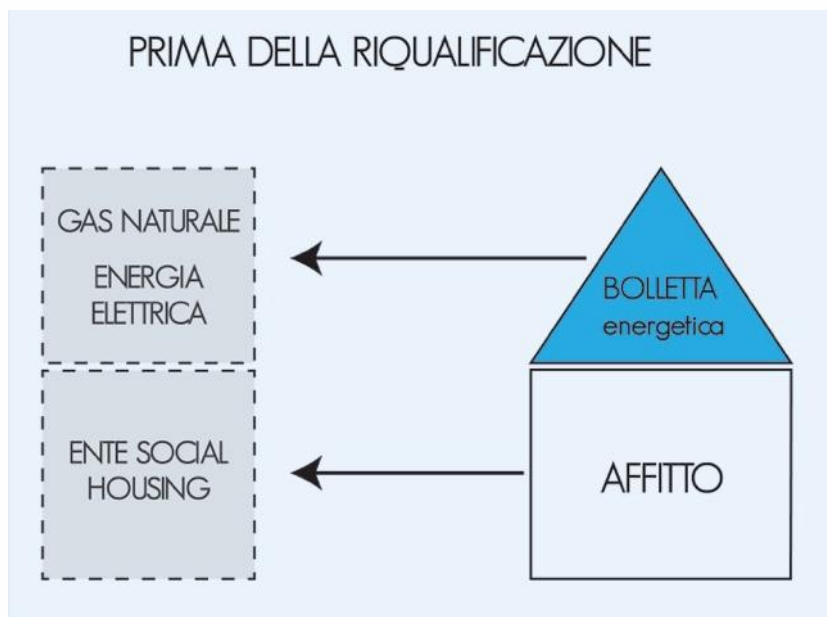 PRIMA DELLA RIQUALIFICAZIONE
GAS NATURALE
ENERGIA
ELETTRICA
BOLLETTA
energetica
ENTE SOCIAL
HOUSING
AFFITTO